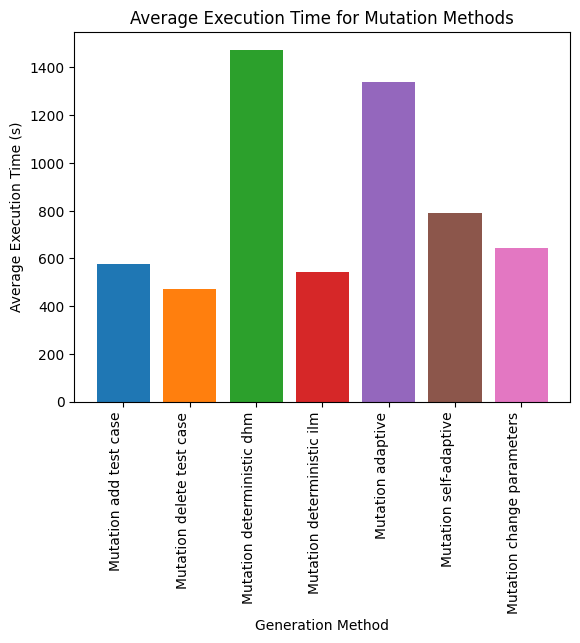 Average Execution Time for Mutation Methods
Average Execution Time (s)
1400
1200
1000
800
600
400
200
0
Mutation add test case
Mutation delete test case
Mutation deterministic dhm
Mutation deterministic ilm
Mutation adaptive
Mutation self-adaptive
Mutation change parameters
Generation Method